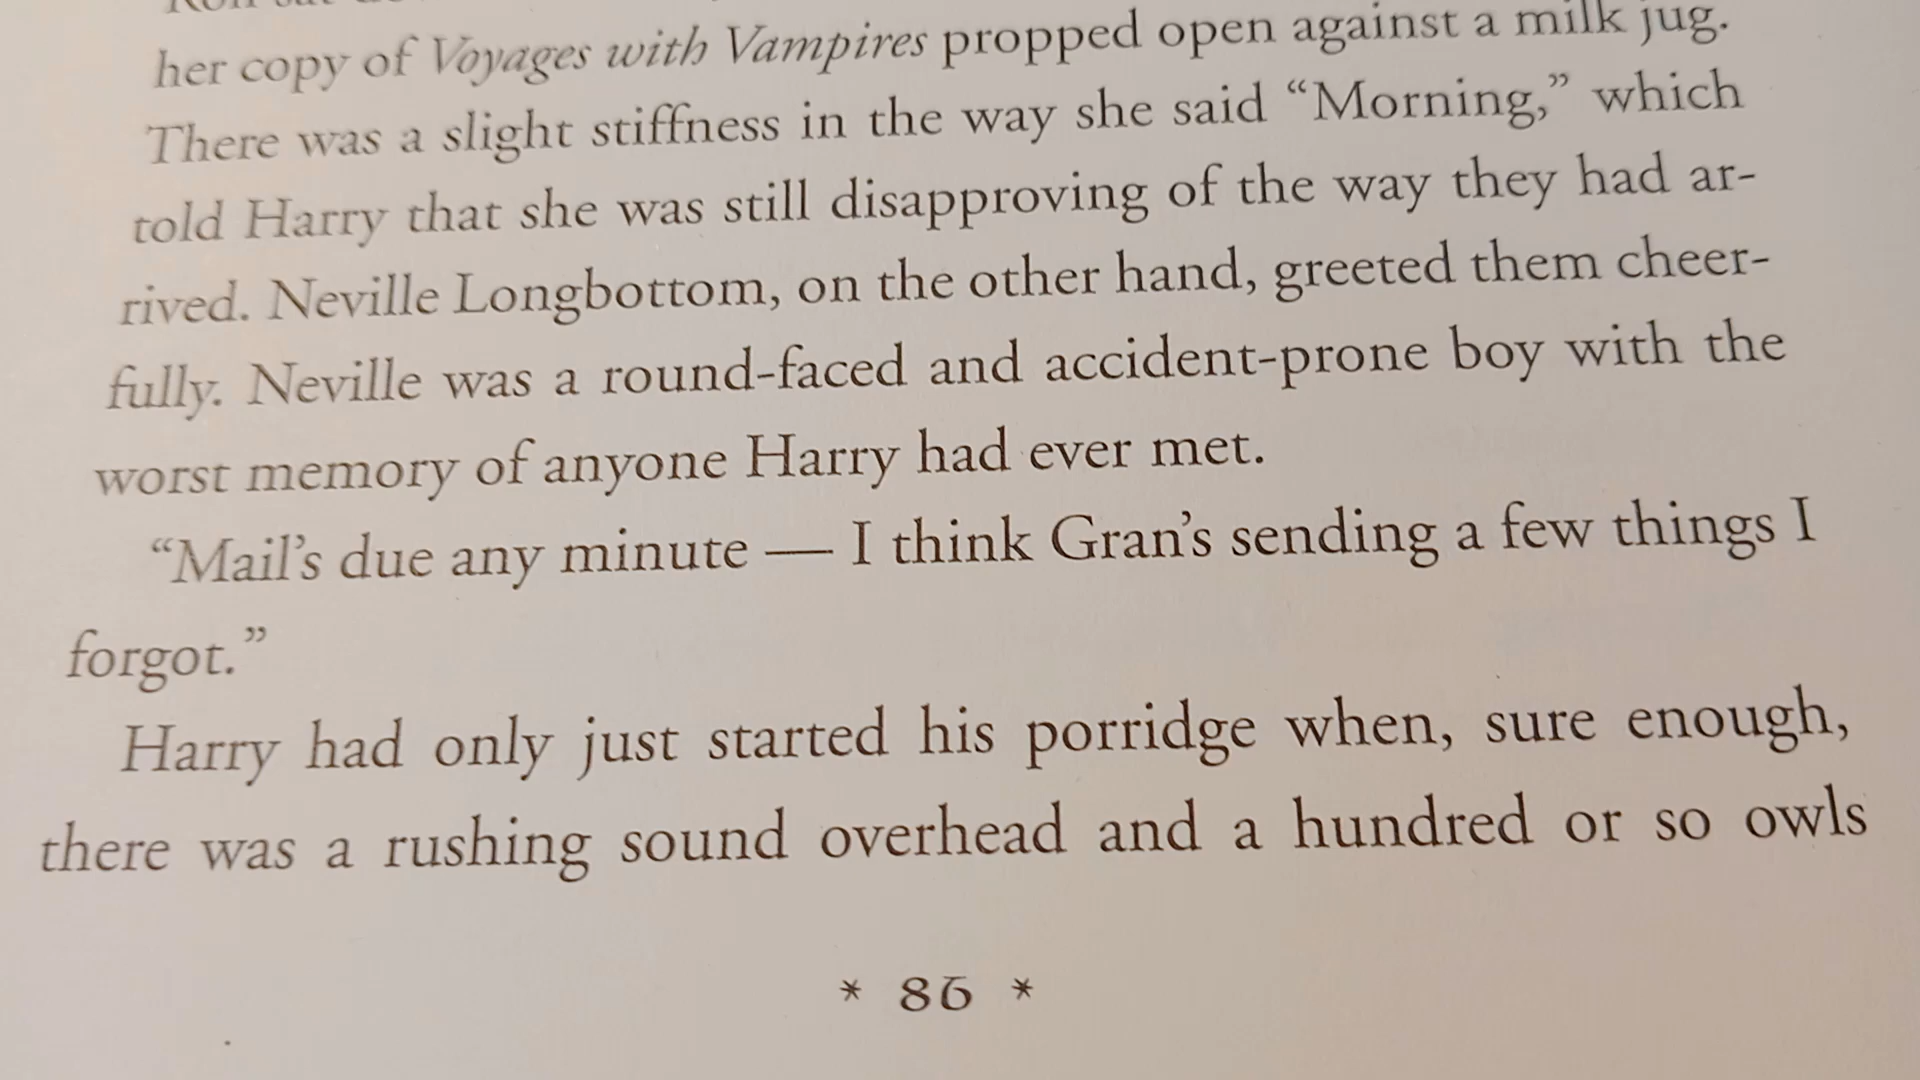 her copy of Voyages with Vampires propped open against a milk jug.
There was a slight stiffness in the way she said “Morning,” which
told Harry that she was still disapproving of the way they had ar-
rived. Neville Longbottom, on the other hand, greeted them cheer-
fully. Neville was a round-faced and accident-prone boy with the
worst memory of anyone Harry had ever met.
“Mail’s due any minute — I think Gran’s sending a few things I
forgot.”
Harry had only just started his porridge when, sure enough,
there was a rushing sound overhead and a hundred or so owls
* 86 *